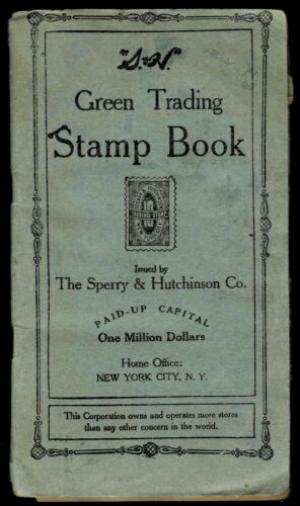 "S.&H."
Green Trading
Stamp Book
10
Issued by
The Sperry & Hutchinson Co.
PAID-UP CAPITAL
One Million Dollars
Home Office:
NEW YORK CITY, N. Y.
This Corporation owns and operates more stores
than any other concern in the world.